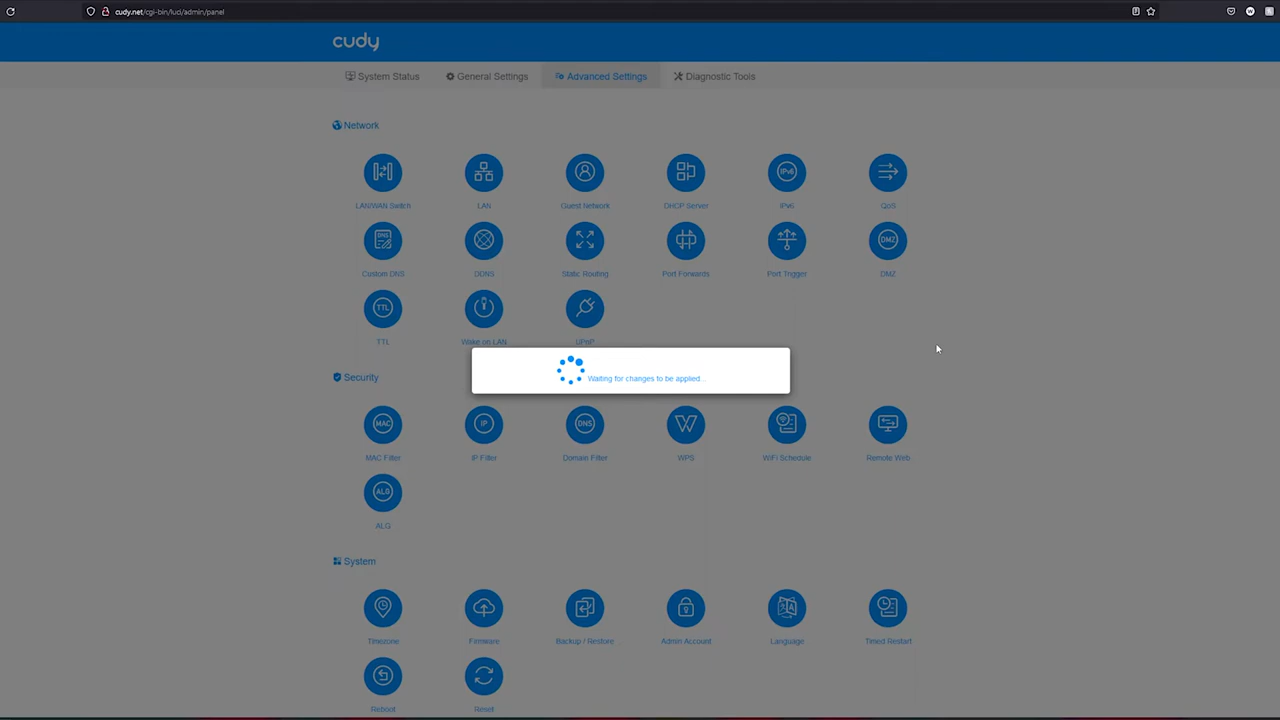 cudy.net/cgi-bin/luci/admin/panel
cudy
System Status General Settings Advanced Settings Diagnostic Tools
Network
LAN/WAN Switch LAN Guest Network DHCP Server IPv6 QoS
Custom DNS DDNS Static Routing Port Forwards Port Trigger DMZ
TTL Wake on LAN UPnP
Waiting for changes to be applied...
Security
MAC Filter IP Filter Domain Filter WPS WiFi Schedule Remote Web
ALG
System
Timezone Firmware Backup / Restore Admin Account Language Timed Restart
Reboot Reset